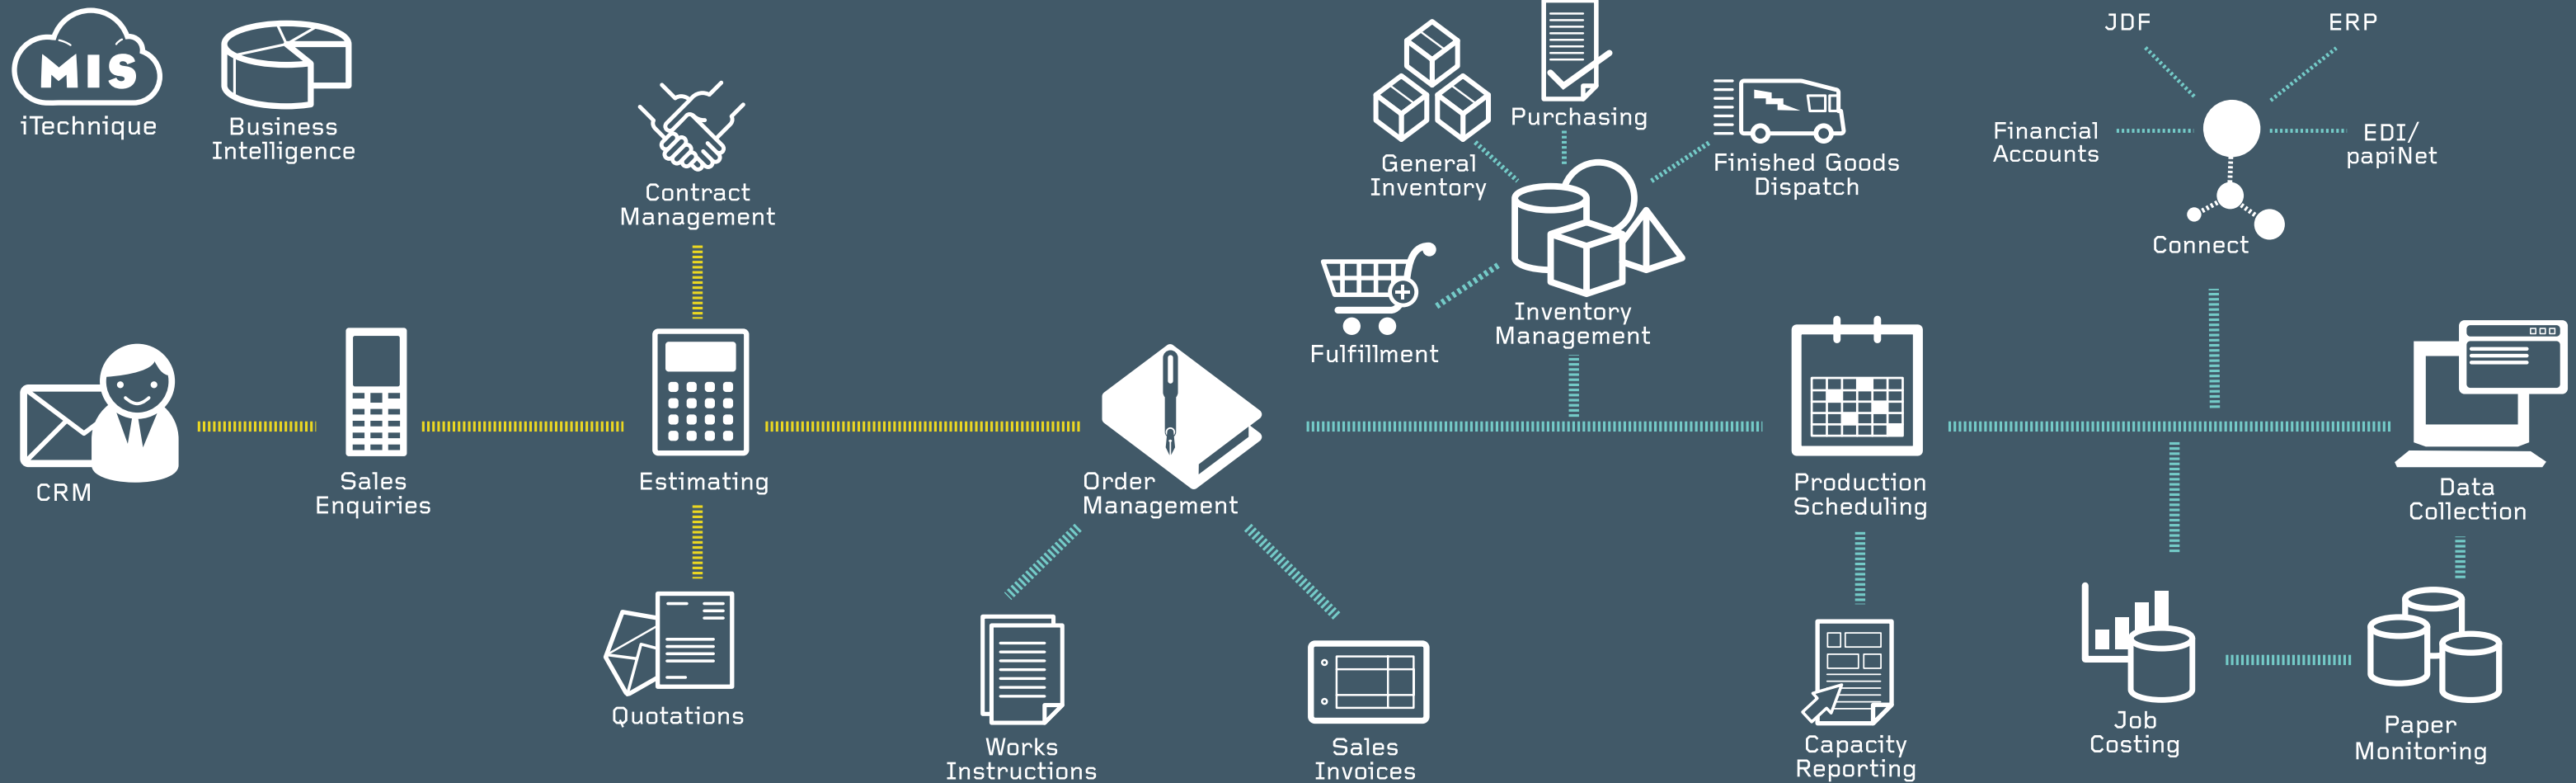 MIS
iTechnique
Business
Intelligence
Contract
Management
General
Inventory
Purchasing
Finished Goods
Dispatch
Fulfillment
Inventory
Management
JDF
ERP
Financial
Accounts
EDI/
papiNet
Connect
CRM
Sales
Enquiries
Estimating
Order
Management
Production
Scheduling
Data
Collection
Quotations
Works
Instructions
Sales
Invoices
Capacity
Reporting
Job
Costing
Paper
Monitoring